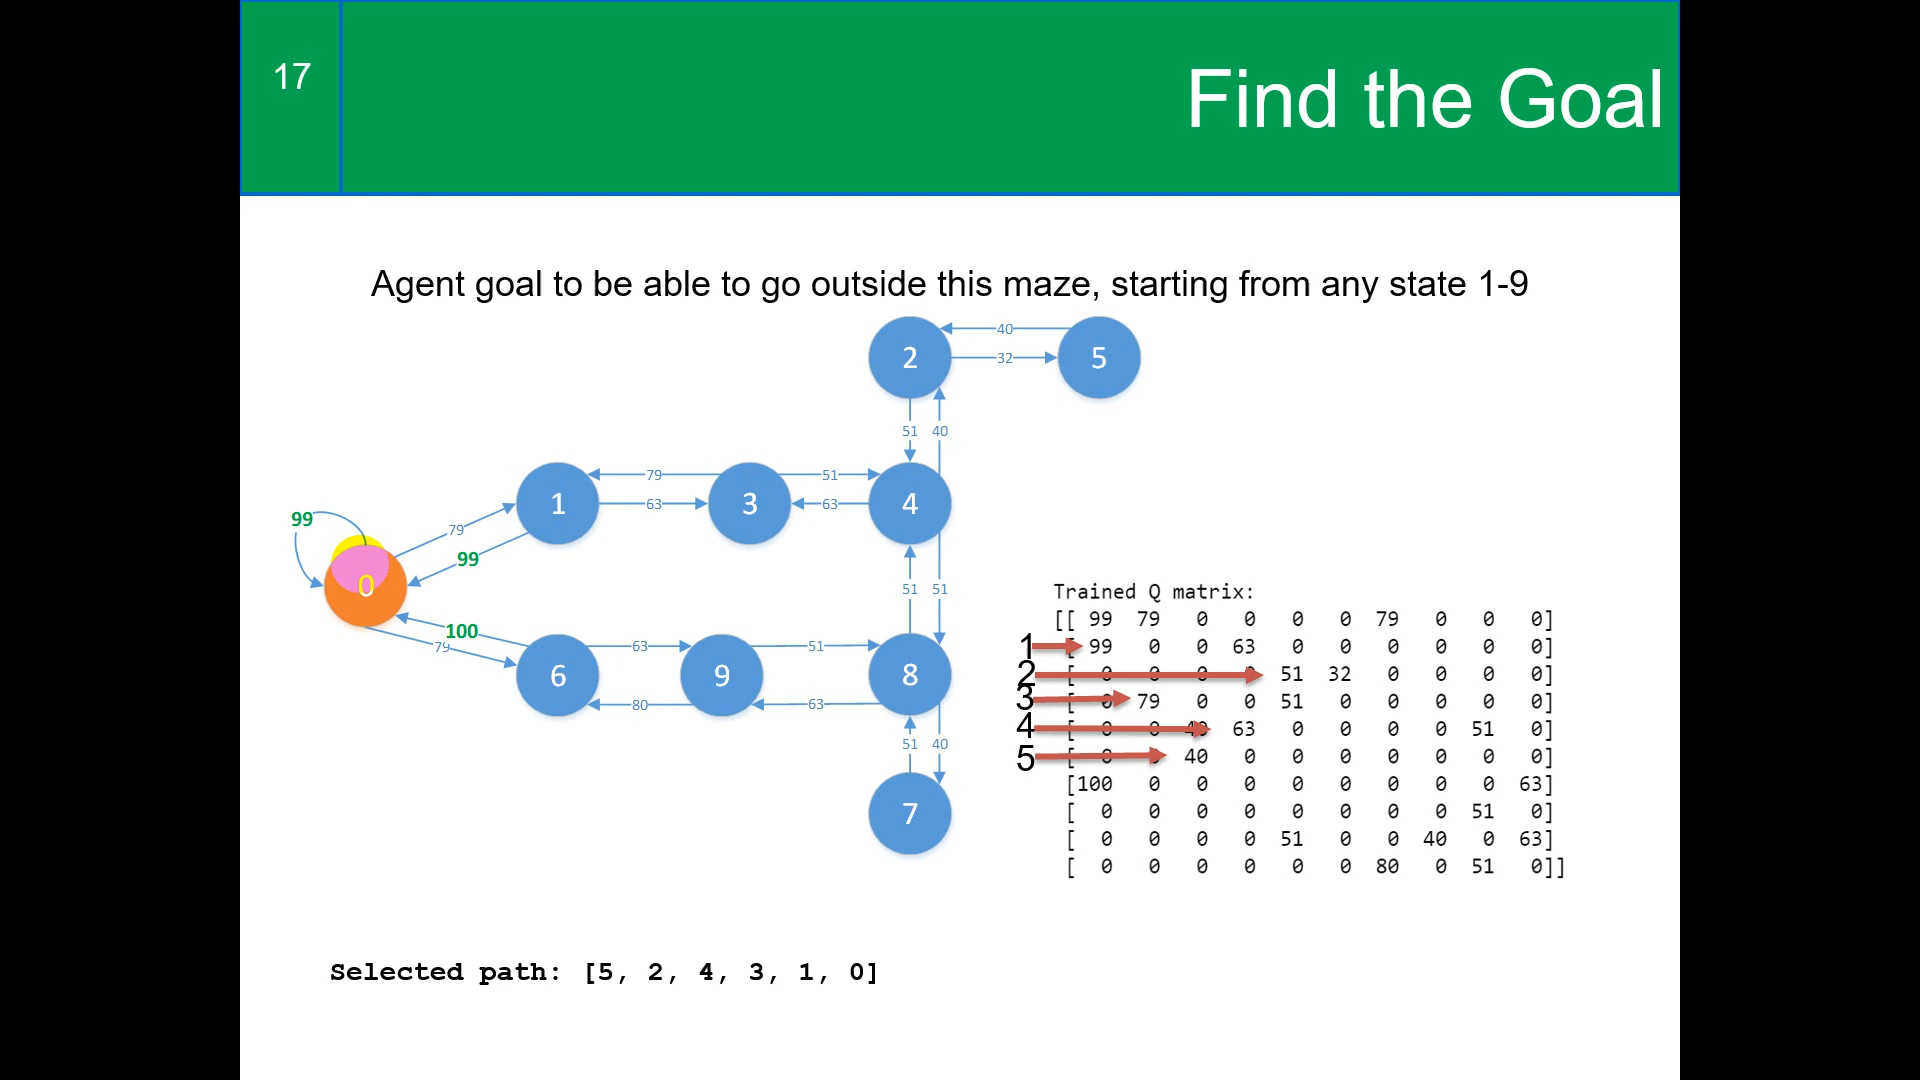 17
Find the Goal
Agent goal to be able to go outside this maze, starting from any state 1-9
2 40 32 5
51 40
1 79 63 3 51 63 4
99 79 99
0
100 79
51 51
6 63 80 9 51 63 8
51 40
7
Trained Q matrix:
[[ 99 79 0 0 0 0 79 0 0 0]
1 [ 99 0 0 63 0 0 0 0 0 0]
2 [ 0 0 0 0 51 32 0 0 0 0]
3 [ 0 79 0 0 51 0 0 0 0 0]
4 [ 0 0 40 63 0 0 0 0 51 0]
5 [ 0 0 40 0 0 0 0 0 0 0]
[100 0 0 0 0 0 0 0 0 63]
[ 0 0 0 0 0 0 0 0 51 0]
[ 0 0 0 0 51 0 0 40 0 63]
[ 0 0 0 0 0 0 80 0 51 0]]
Selected path: [5, 2, 4, 3, 1, 0]